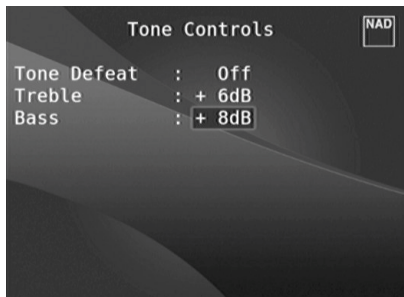 Tone Controls
NAD
Tone Defeat : Off
Treble : + 6dB
Bass : + 8dB